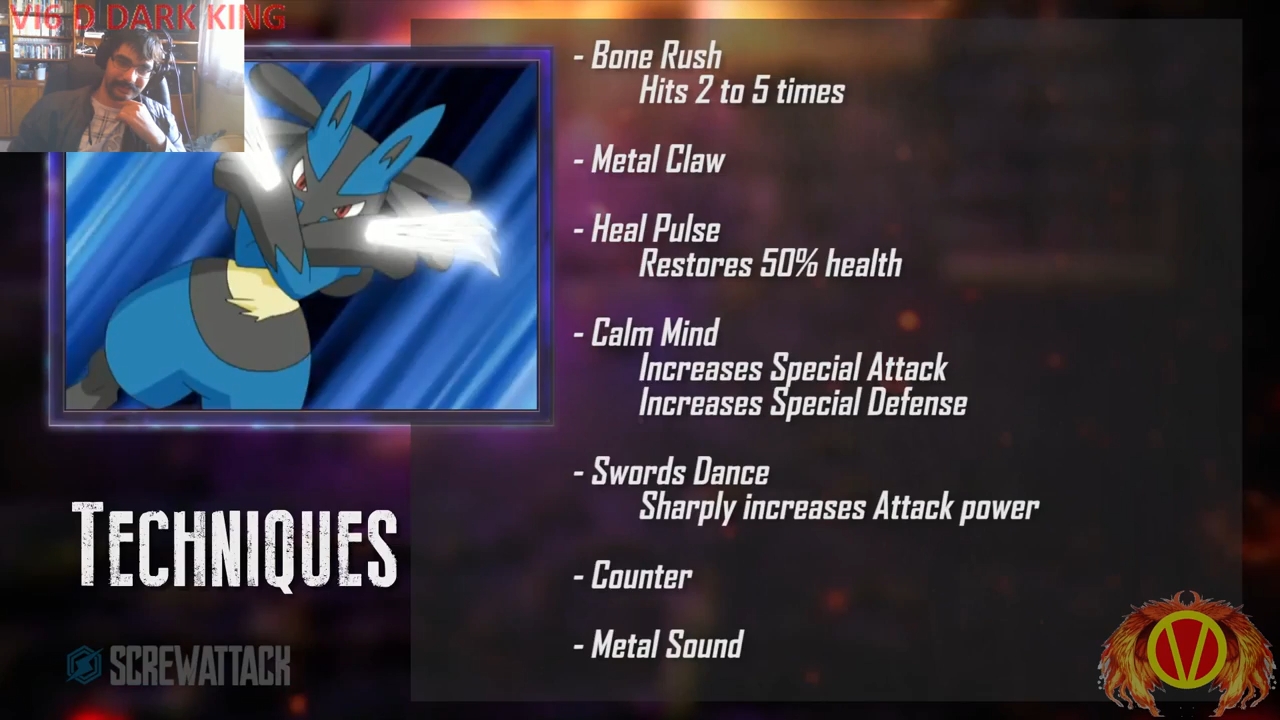 VI6 D DARK KING
- Bone Rush
Hits 2 to 5 times
- Metal Claw
- Heal Pulse
Restores 50% health
- Calm Mind
Increases Special Attack
Increases Special Defense
- Swords Dance
Sharply increases Attack power
- Counter
- Metal Sound
TECHNIQUES
SCREWATTACK
V